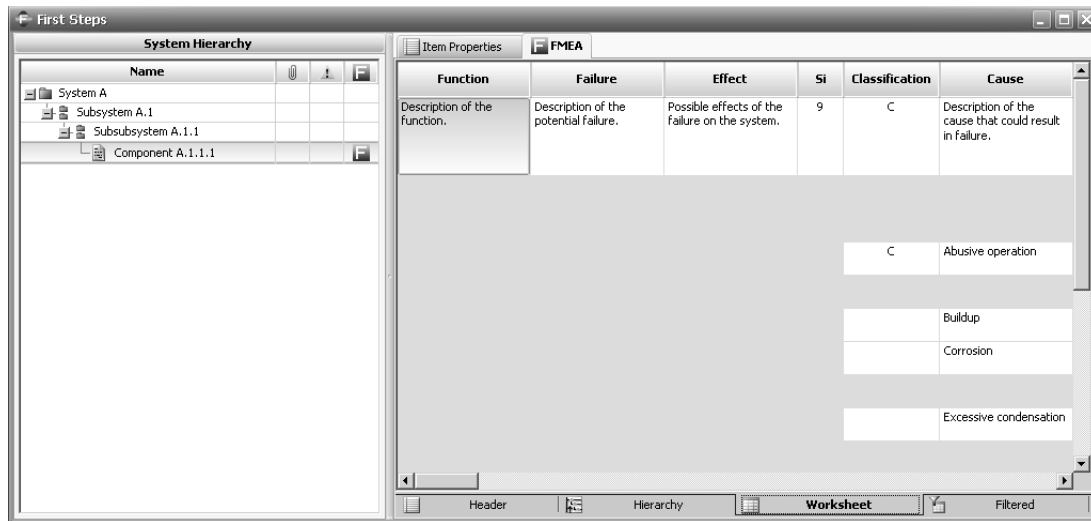 First Steps
System Hierarchy
Name
System A
Subsystem A.1
Subsubsystem A.1.1
Component A.1.1.1
Item Properties
FMEA
Function Failure Effect Si Classification Cause
Description of the
function.
Description of the
potential failure.
Possible effects of the
failure on the system.
9
C
Description of the
cause that could result
in failure.
C Abusive operation
Buildup
Corrosion
Excessive condensation
Header Hierarchy Worksheet Filtered